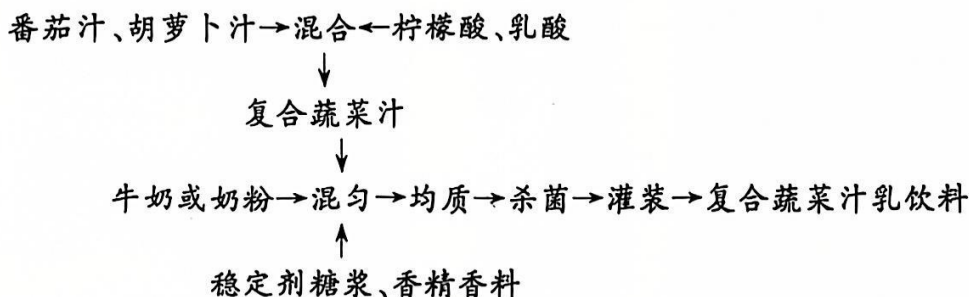 番茄汁、胡萝卜汁→混合←柠檬酸、乳酸
↓
复合蔬菜汁
↓
牛奶或奶粉→混匀→均质→杀菌→灌装→复合蔬菜汁乳饮料
↑
稳定剂糖浆、香精香料